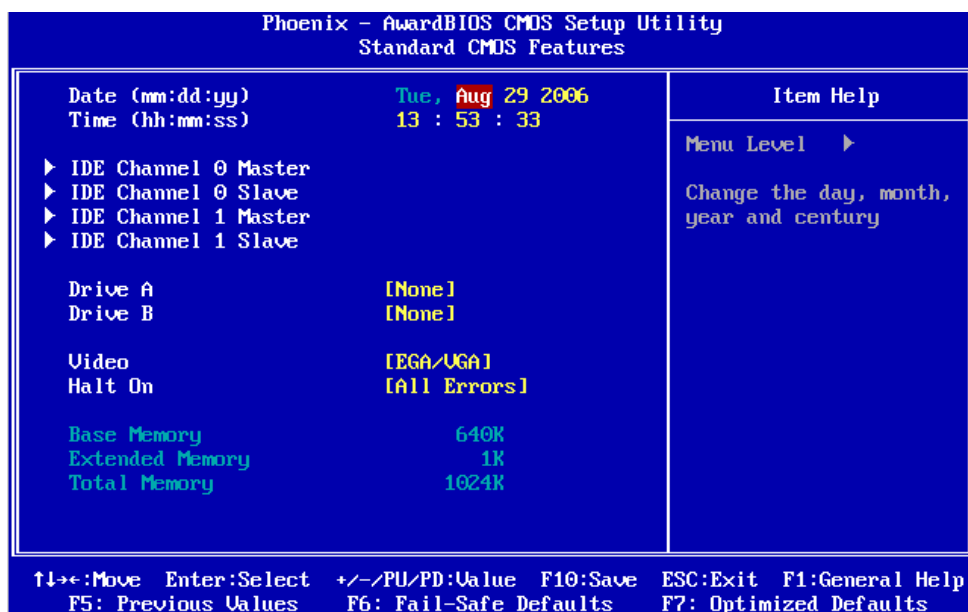 Phoenix - AwardBIOS CMOS Setup Utility
Standard CMOS Features
Date (mm:dd:yy) Tue, Aug 29 2006
Time (hh:mm:ss) 13 : 53 : 33
▶ IDE Channel 0 Master
▶ IDE Channel 0 Slave
▶ IDE Channel 1 Master
▶ IDE Channel 1 Slave
Drive A [None]
Drive B [None]
Video [EGA/VGA]
Halt On [All Errors]
Base Memory 640K
Extended Memory 1K
Total Memory 1024K
Item Help
Menu Level ▶
Change the day, month,
year and century
↑↓→←:Move Enter:Select +/-/PU/PD:Value F10:Save ESC:Exit F1:General Help
F5: Previous Values F6: Fail-Safe Defaults F7: Optimized Defaults